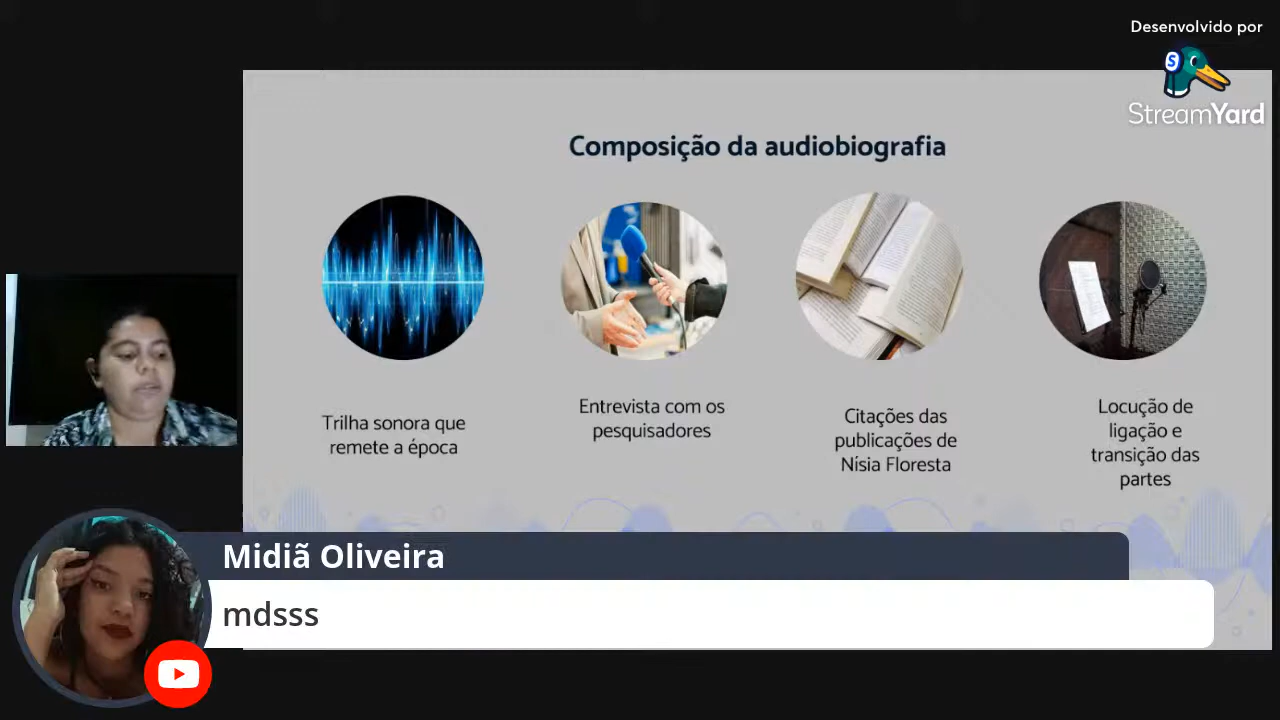 Desenvolvido por
StreamYard
Composição da audiobiografia
Trilha sonora que
remete a época
Entrevista com os
pesquisadores
Citações das
publicações de
Nísia Floresta
Locução de
ligação e
transição das
partes
Midiã Oliveira
mdsss